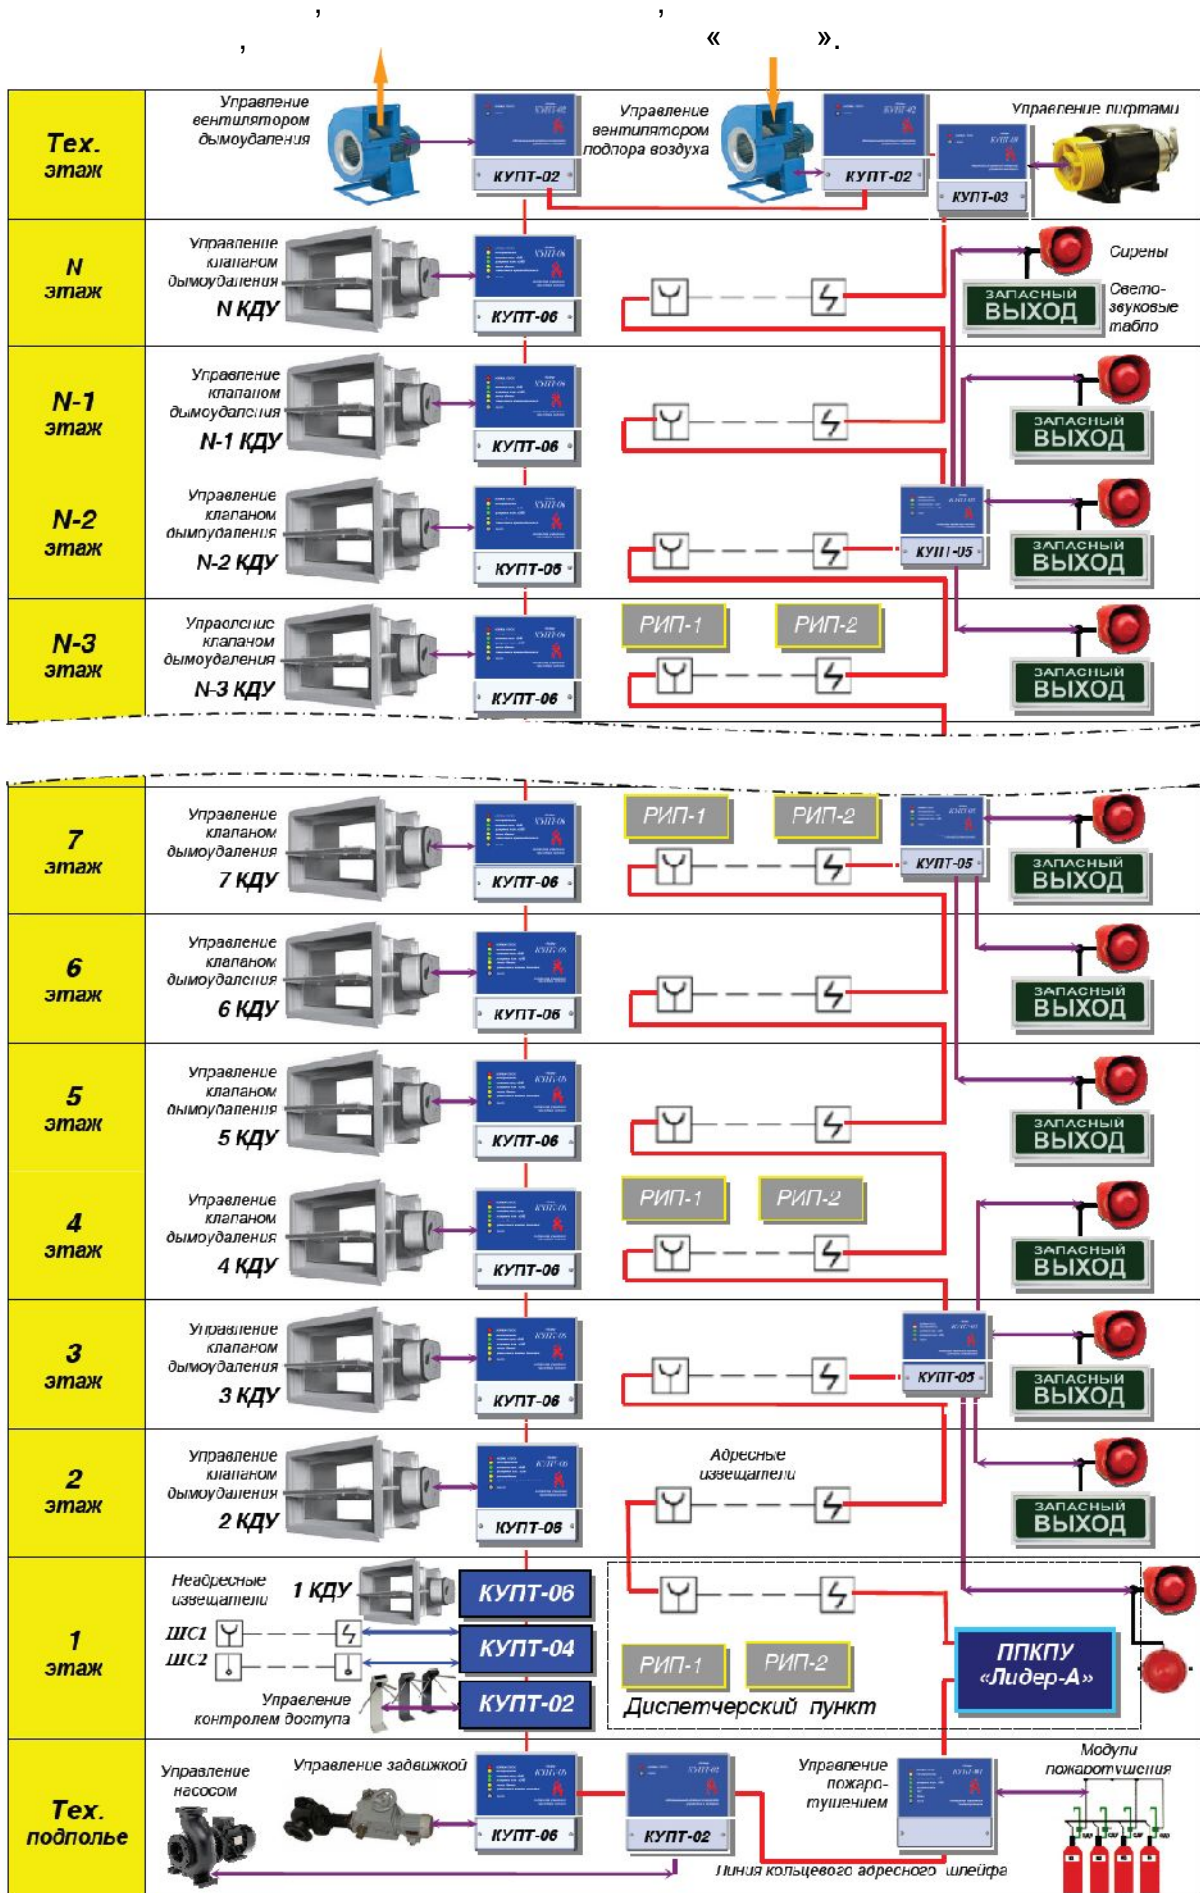 , ,
, « ».
Тех. этаж
Управление
вентилятором
дымоудаления
КУПТ-02
Управление
вентилятором
подпора воздуха
КУПТ-02
Управление лифтами
КУПТ-03
N
этаж
Управление
клапаном
дымоудаления
N КДУ
КУПТ-06
Сирены
ЗАПАСНЫЙ
ВЫХОД
Свето-
звуковые
табло
N-1
этаж
Управление
клапаном
дымоудаления
N-1 КДУ
КУПТ-06
ЗАПАСНЫЙ
ВЫХОД
N-2
этаж
Управление
клапаном
дымоудаления
N-2 КДУ
КУПТ-06
КУПТ-05
ЗАПАСНЫЙ
ВЫХОД
N-3
этаж
Управление
клапаном
дымоудаления
N-3 КДУ
КУПТ-06
РИП-1
РИП-2
ЗАПАСНЫЙ
ВЫХОД
7
этаж
Управление
клапаном
дымоудаления
7 КДУ
КУПТ-06
РИП-1
РИП-2
КУПТ-05
ЗАПАСНЫЙ
ВЫХОД
6
этаж
Управление
клапаном
дымоудаления
6 КДУ
КУПТ-06
ЗАПАСНЫЙ
ВЫХОД
5
этаж
Управление
клапаном
дымоудаления
5 КДУ
КУПТ-06
ЗАПАСНЫЙ
ВЫХОД
4
этаж
Управление
клапаном
дымоудаления
4 КДУ
КУПТ-06
РИП-1
РИП-2
ЗАПАСНЫЙ
ВЫХОД
3
этаж
Управление
клапаном
дымоудаления
3 КДУ
КУПТ-06
КУПТ-05
ЗАПАСНЫЙ
ВЫХОД
2
этаж
Управление
клапаном
дымоудаления
2 КДУ
КУПТ-06
Адресные
извещатели
ЗАПАСНЫЙ
ВЫХОД
1
этаж
Неадресные
извещатели
1 КДУ
КУПТ-06
ШС1
ШС2
КУПТ-04
Управление
контролем доступа
КУПТ-02
РИП-1
РИП-2
Диспетчерский пункт
ППКПУ
«Лидер-А»
Тех.
подполье
Управление
насосом
Управление задвижкой
КУПТ-06
КУПТ-02
Управление
пожаро-
тушением
Модули
пожаротушения
Линия кольцевого адресного шлейфа